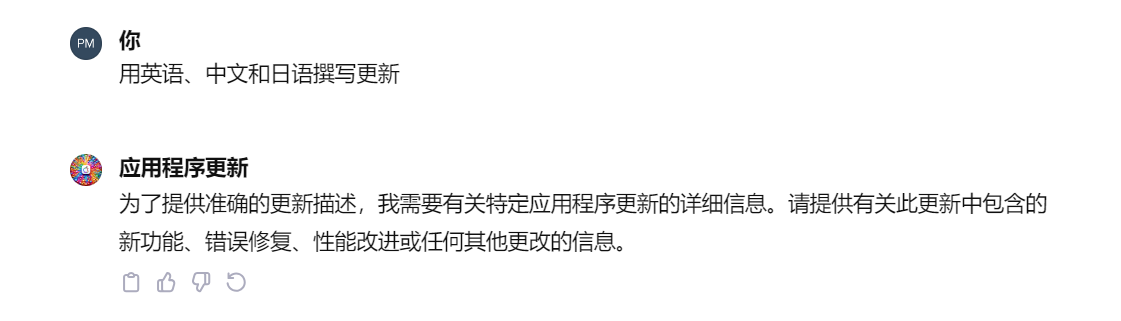 PM
你
用英语、中文和日语撰写更新
应用程序更新
为了提供准确的更新描述，我需要有关特定应用程序更新的详细信息。请提供有关此更新中包含的
新功能、错误修复、性能改进或任何其他更改的信息。